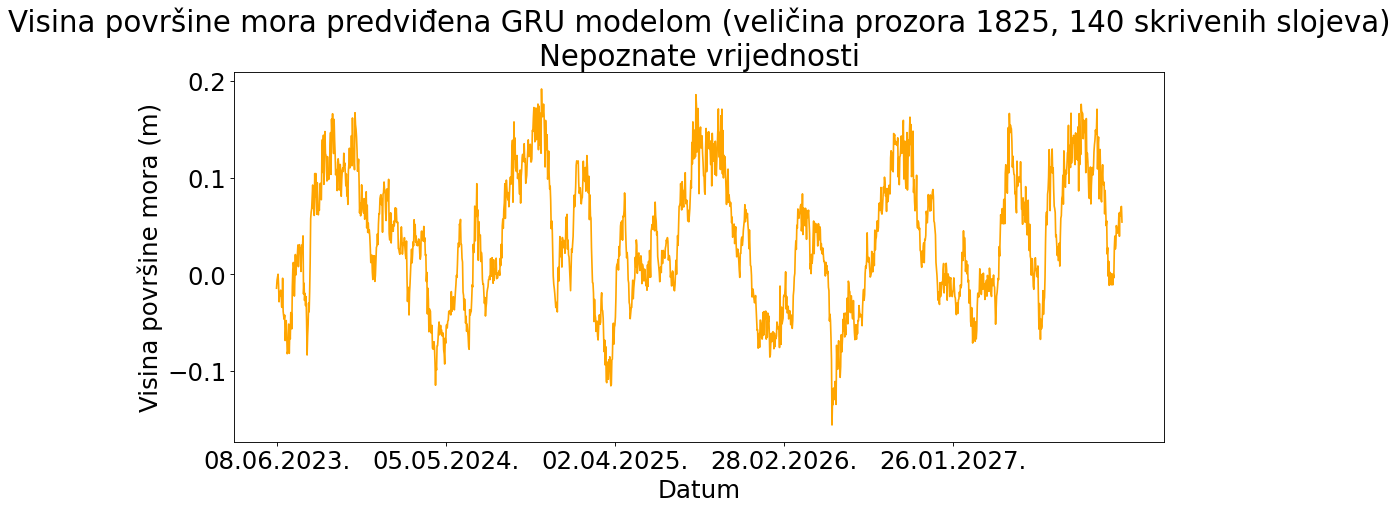 Visina površine mora predviđena GRU modelom (veličina prozora 1825, 140 skrivenih slojeva)
Nepoznate vrijednosti
Visina površine mora (m)
0.2
0.1
0.0
−0.1
08.06.2023. 05.05.2024. 02.04.2025. 28.02.2026. 26.01.2027.
Datum